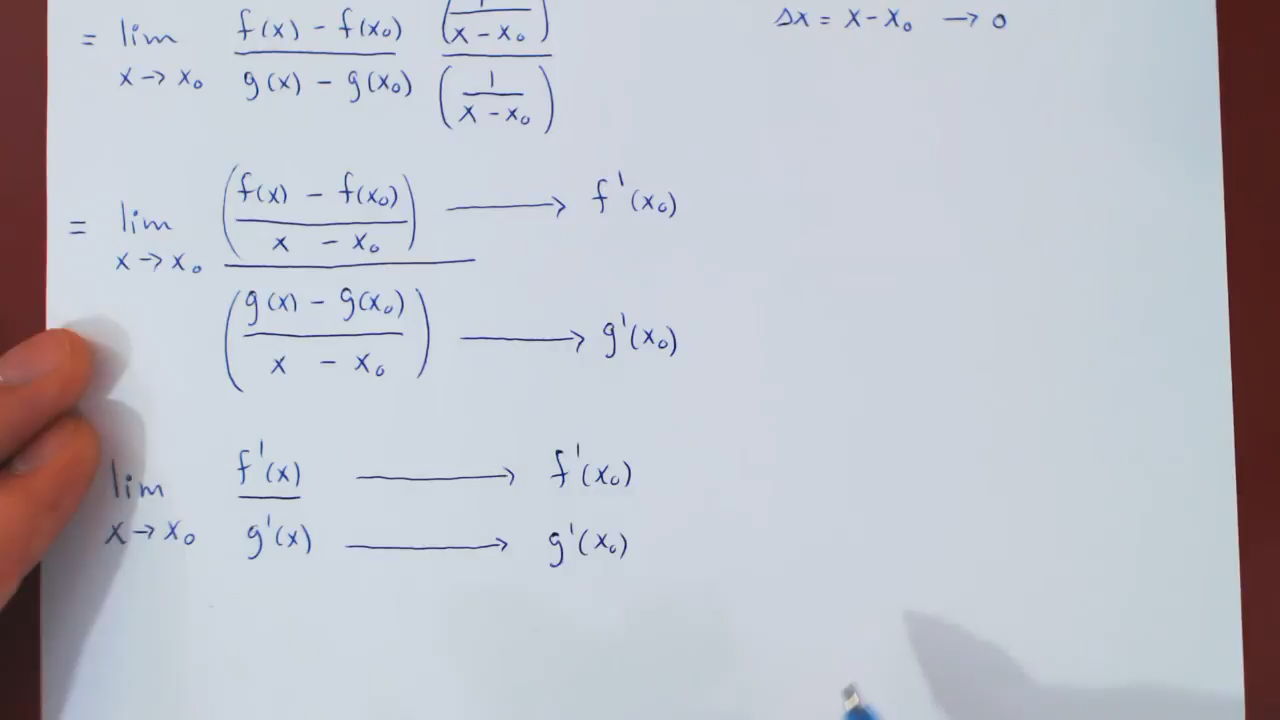 = lim x→x₀ (f(x) − f(x₀))/(g(x) − g(x₀)) (1/(x − x₀))/(1/(x − x₀))
Δx = x − x₀ → 0
= lim x→x₀ ((f(x) − f(x₀))/(x − x₀))/((g(x) − g(x₀))/(x − x₀))
⟶ f'(x₀)
⟶ g'(x₀)
lim x→x₀ f'(x)/g'(x)
⟶ f'(x₀)
⟶ g'(x₀)